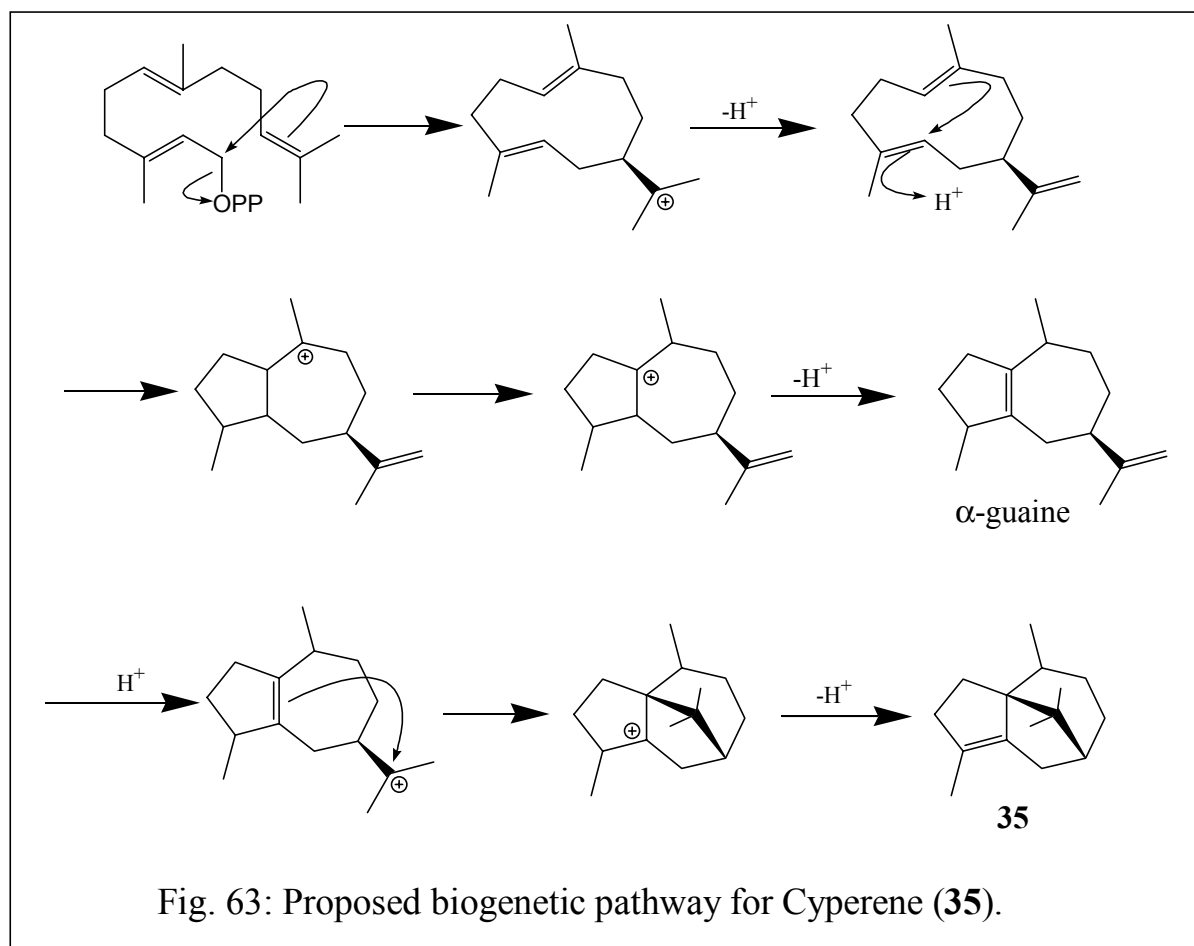 OPP
-H+
H+
⊕
⊕
⊕
-H+
α-guaine
H+
⊕
⊕
-H+
35
Fig. 63: Proposed biogenetic pathway for Cyperene (35).